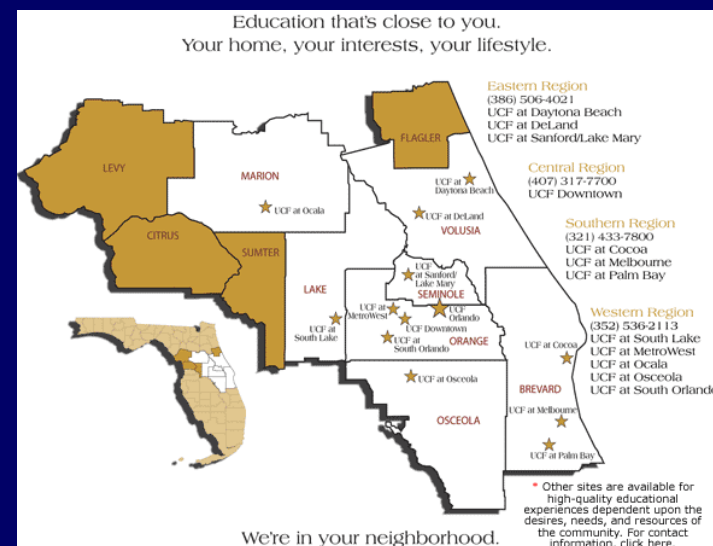 Education that's close to you.
Your home, your interests, your lifestyle.
Eastern Region
(386) 506-4021
UCF at Daytona Beach
UCF at DeLand
UCF at Sanford/Lake Mary
Central Region
(407) 317-7700
UCF Downtown
Southern Region
(321) 433-7800
UCF at Cocoa
UCF at Melbourne
UCF at Palm Bay
Western Region
(352) 536-2113
UCF at South Lake
UCF at MetroWest
UCF at Ocala
UCF at Osceola
UCF at South Orlando
FLAGLER
LEVY
MARION
UCF at
Daytona Beach
UCF at Ocala
UCF at DeLand
VOLUSIA
CITRUS
SUMTER
LAKE
UCF
at Sanford/
Lake Mary
SEMINOLE
UCF at
MetroWest
UCF
Orlando
UCF at
South Lake
UCF Downtown
UCF at
South Orlando
ORANGE
UCF at Cocoa
UCF at Osceola
BREVARD
OSCEOLA
UCF at Melbourne
UCF at Palm Bay
* Other sites are available for
high-quality educational
experiences dependent upon the
desires, needs, and resources of
the community. For contact
information, click here.
We're in your neighborhood.